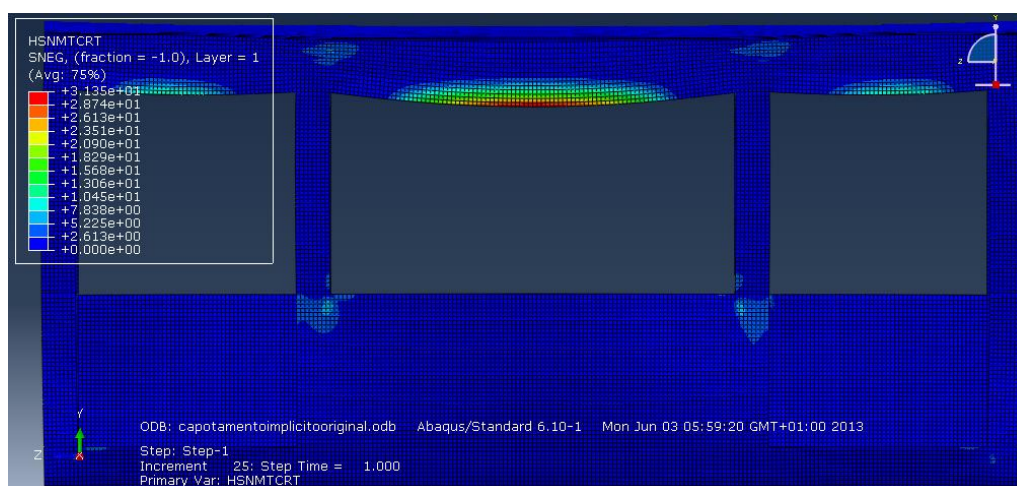 HSNMTCRT
SNEG, (fraction = -1.0), Layer = 1
(Avg: 75%)
+3.135e+01
+2.874e+01
+2.613e+01
+2.351e+01
+2.090e+01
+1.829e+01
+1.568e+01
+1.306e+01
+1.045e+01
+7.838e+00
+5.225e+00
+2.613e+00
+0.000e+00
Y
Z
Y
Z
X
ODB: capotamentoimplicitooriginal.odb Abaqus/Standard 6.10-1 Mon Jun 03 05:59:20 GMT+01:00 2013
Step: Step-1
Increment 25: Step Time = 1.000
Primary Var: HSNMTCRT